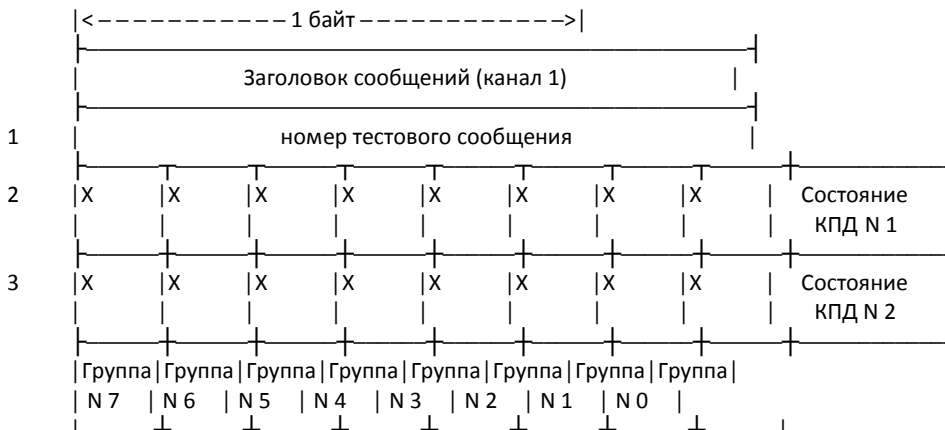 |< – – – – – – – – – – – 1 байт – – – – – – – – – – – – >|
Заголовок сообщений (канал 1)
1 номер тестового сообщения
2 |X |X |X |X |X |X |X |X | Состояние
КПД N 1
3 |X |X |X |X |X |X |X |X | Состояние
КПД N 2
|Группа|Группа|Группа|Группа|Группа|Группа|Группа|Группа|
| N 7 | N 6 | N 5 | N 4 | N 3 | N 2 | N 1 | N 0 |